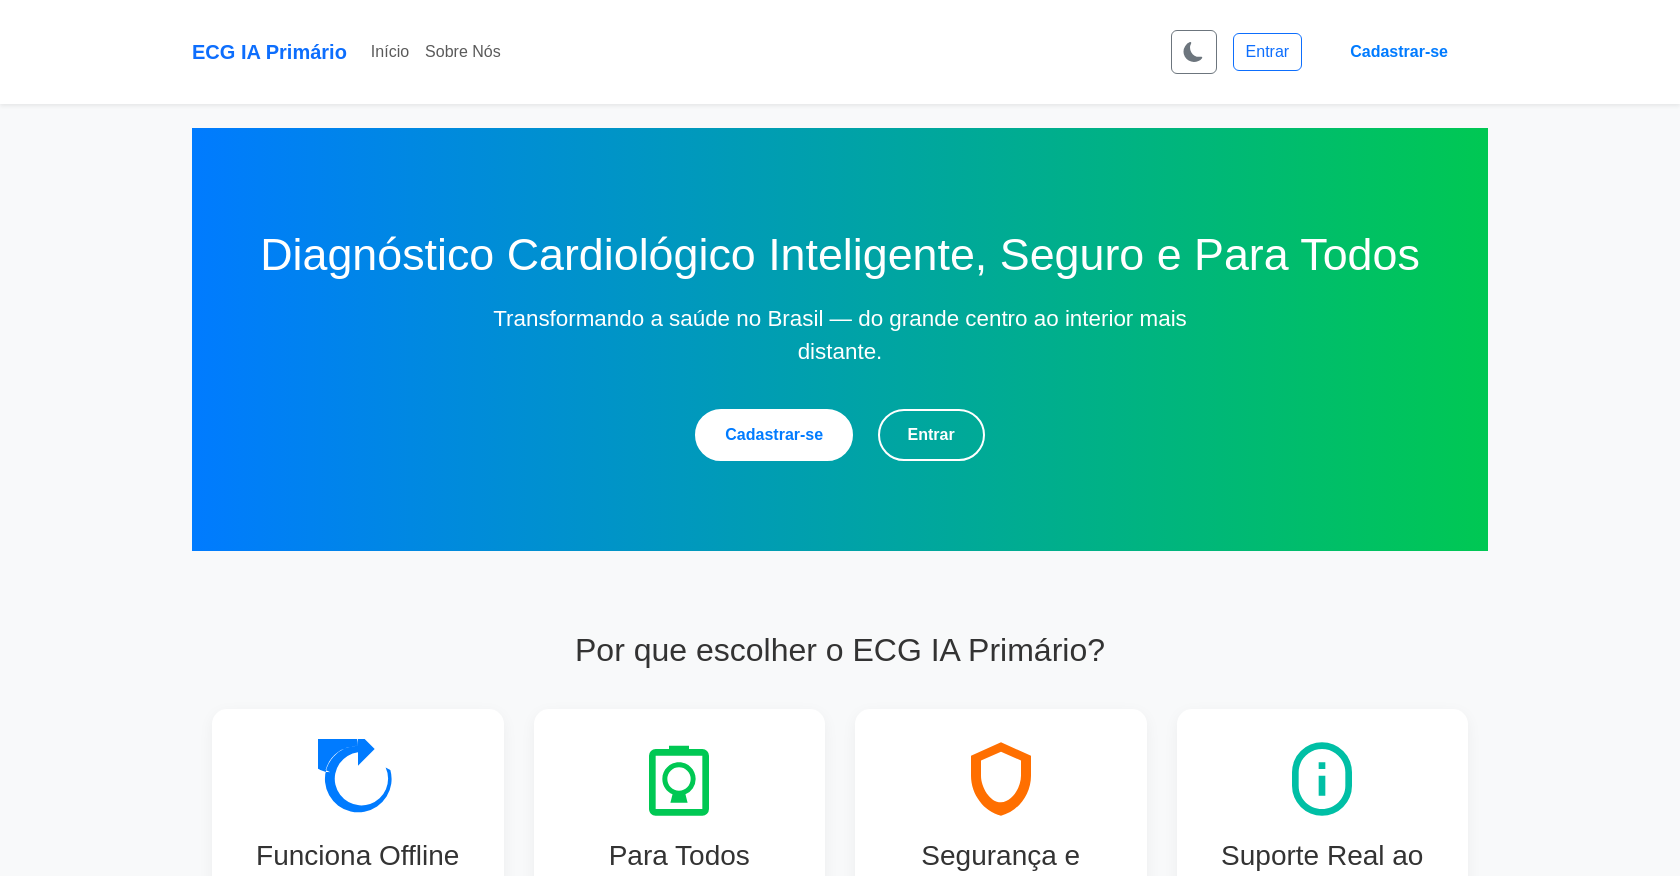 ECG IA Primário
Início
Sobre Nós
Entrar
Cadastrar-se
Diagnóstico Cardiológico Inteligente, Seguro e Para Todos
Transformando a saúde no Brasil — do grande centro ao interior mais
distante.
Cadastrar-se
Entrar
Por que escolher o ECG IA Primário?
Funciona Offline
Para Todos
Segurança e
Suporte Real ao